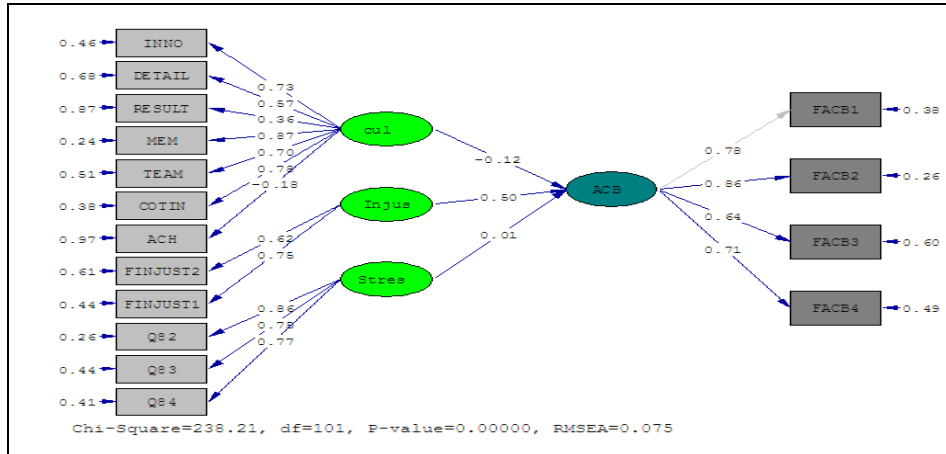 0.46 INNO
0.68 DETAIL
0.87 RESULT
0.24 MEM
0.51 TEAM
0.38 COTIN
0.97 ACH
0.61 FINJUST2
0.44 FINJUST1
0.26 Q82
0.44 Q83
0.41 Q84
0.73
0.57
0.36
0.87
0.70
0.78
-0.18
0.62
0.75
0.86
0.77
cul
Injus
Stres
-0.12
0.50
0.01
ACB
0.78
0.86
0.64
0.71
FACB1 0.38
FACB2 0.26
FACB3 0.60
FACB4 0.49
Chi-Square=238.21, df=101, P-value=0.00000, RMSEA=0.075